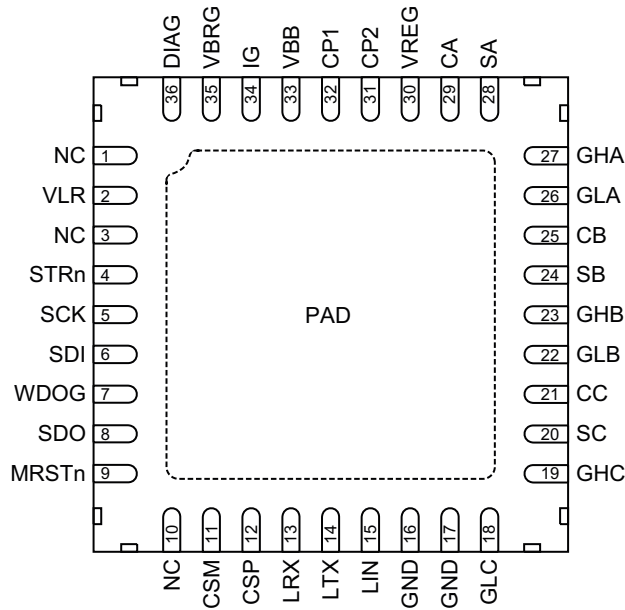 DIAG
VBRG
IG
VBB
CP1
CP2
VREG
CA
SA
36
35
34
33
32
31
30
29
28
NC 1
VLR 2
NC 3
STRn 4
SCK 5
SDI 6
WDOG 7
SDO 8
MRSTn 9
PAD
27 GHA
26 GLA
25 CB
24 SB
23 GHB
22 GLB
21 CC
20 SC
19 GHC
10
11
12
13
14
15
16
17
18
NC
CSM
CSP
LRX
LTX
LIN
GND
GND
GLC